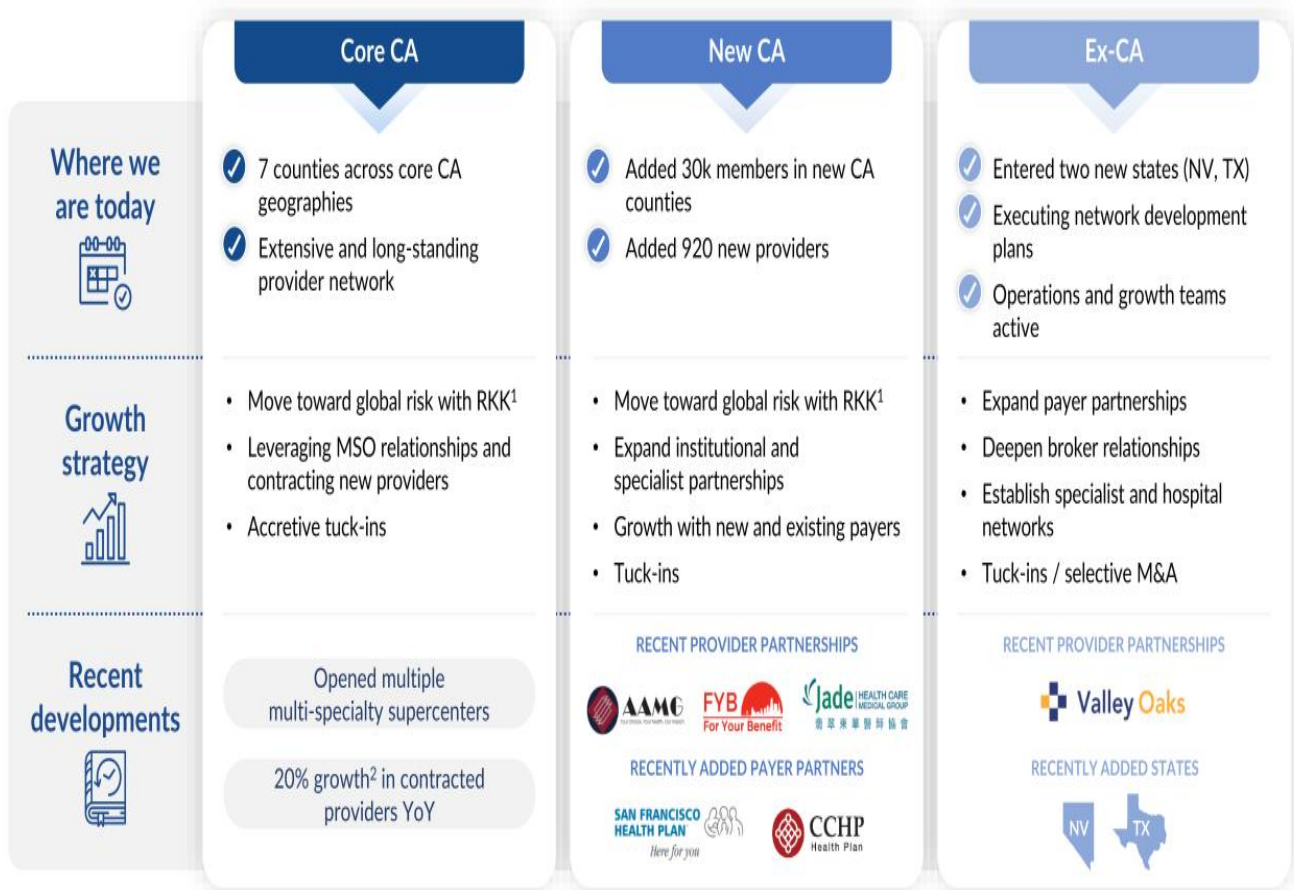 Core CA
New CA
Ex-CA
Where we
are today
7 counties across core CA
geographies
Extensive and long-standing
provider network
Added 30k members in new CA
counties
Added 920 new providers
Entered two new states (NV, TX)
Executing network development
plans
Operations and growth teams
active
Growth
strategy
• Move toward global risk with RKK¹
• Leveraging MSO relationships and
contracting new providers
• Accretive tuck-ins
• Move toward global risk with RKK¹
• Expand institutional and
specialist partnerships
• Growth with new and existing payers
• Tuck-ins
• Expand payer partnerships
• Deepen broker relationships
• Establish specialist and hospital
networks
• Tuck-ins / selective M&A
Recent
developments
Opened multiple
multi-specialty supercenters
20% growth² in contracted
providers YoY
RECENT PROVIDER PARTNERSHIPS
AAMG
FYB
For Your Benefit
Jade HEALTH CARE
MEDICAL GROUP
RECENTLY ADDED PAYER PARTNERS
SAN FRANCISCO
HEALTH PLAN
Here for you
CCHP
Health Plan
RECENT PROVIDER PARTNERSHIPS
Valley Oaks
RECENTLY ADDED STATES
NV
TX